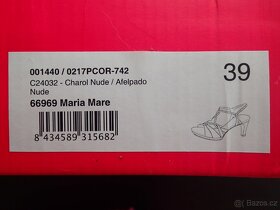 001440 / 0217PCOR-742
39
C24032 - Charol Nude / Afelpado
Nude
66969 Maria Mare
8 434589 315682
Bazos.cz